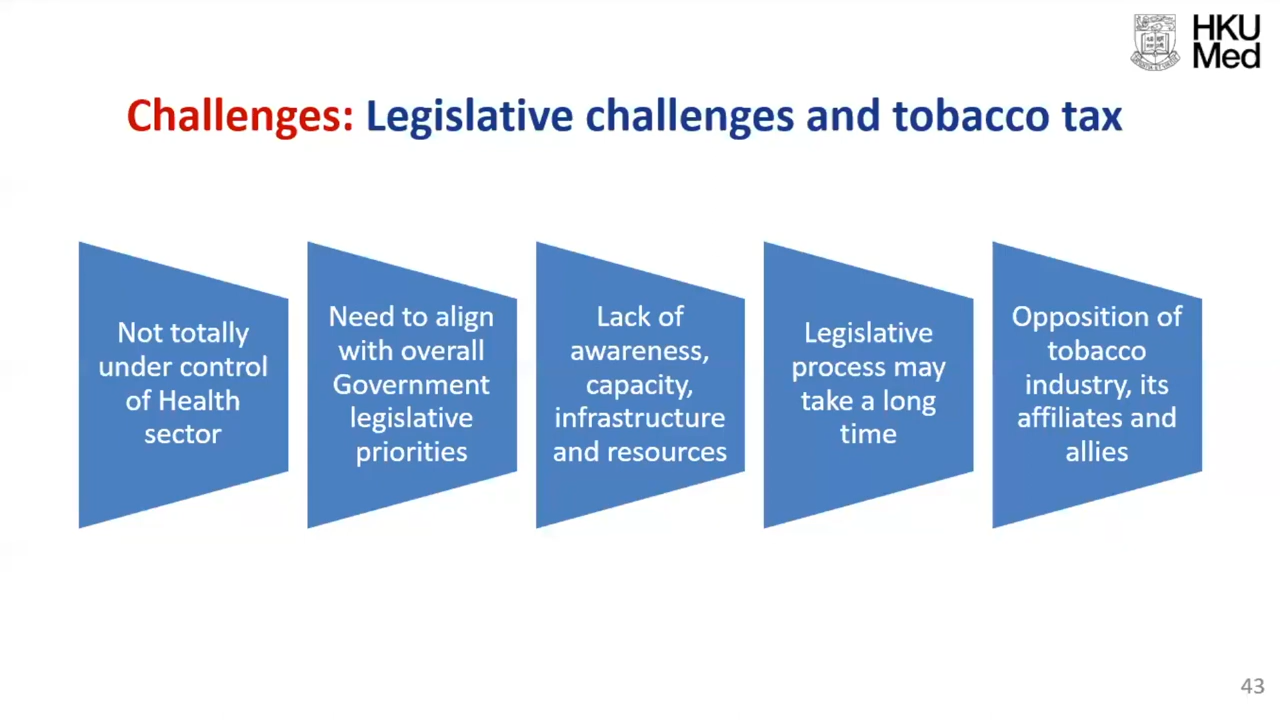 HKU
Med
Challenges: Legislative challenges and tobacco tax
Not totally
under control
of Health
sector
Need to align
with overall
Government
legislative
priorities
Lack of
awareness,
capacity,
infrastructure
and resources
Legislative
process may
take a long
time
Opposition of
tobacco
industry, its
affiliates and
allies
43